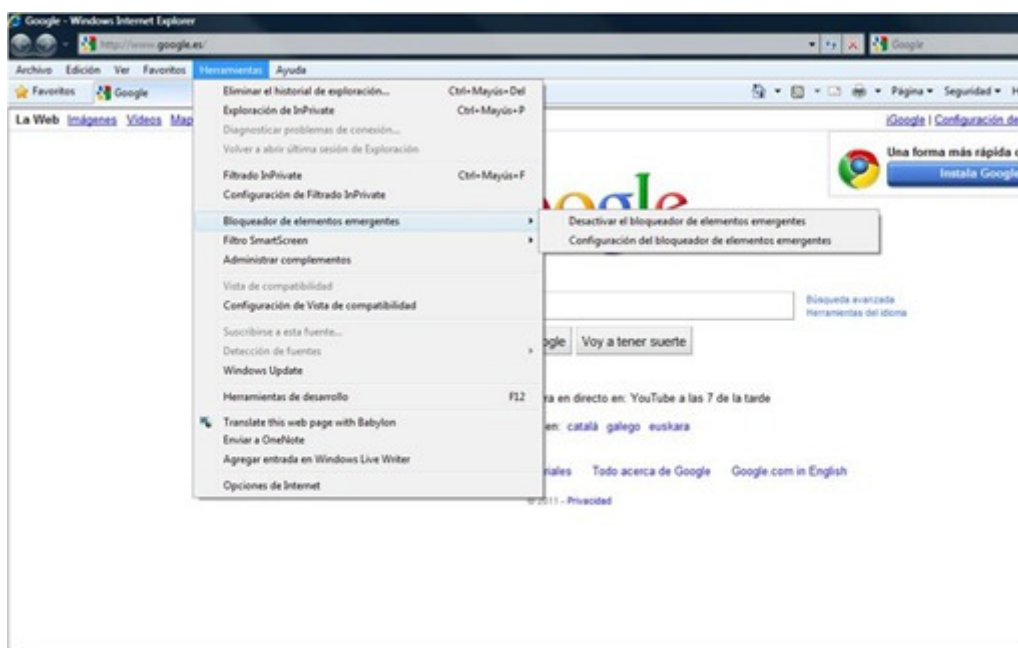 Google - Windows Internet Explorer
http://www.google.es/
Google
Archivo Edición Ver Favoritos Herramientas Ayuda
Favoritos Google
Página Seguridad
La Web Imágenes Vídeos Map
iGoogle | Configuración de
Una forma más rápida
Instala Google
Eliminar el historial de exploración... Ctrl+Mayús+Del
Exploración de InPrivate Ctrl+Mayús+P
Diagnosticar problemas de conexión...
Volver a abrir última sesión de Exploración
Filtrado InPrivate Ctrl+Mayús+F
Configuración de Filtrado InPrivate
Bloqueador de elementos emergentes
Desactivar el bloqueador de elementos emergentes
Filtro SmartScreen
Configuración del bloqueador de elementos emergentes
Administrar complementos
Vista de compatibilidad
Configuración de Vista de compatibilidad
Búsqueda avanzada
Herramientas del idioma
Suscribirse a esta fuente...
Detección de fuentes
ogle Voy a tener suerte
Windows Update
Herramientas de desarrollo F12
ra en directo en: YouTube a las 7 de la tarde
Translate this web page with Babylon
en: català galego euskara
Enviar a OneNote
Agregar entrada en Windows Live Writer
riales Todo acerca de Google Google.com in English
Opciones de Internet
© 2011 - Privacidad